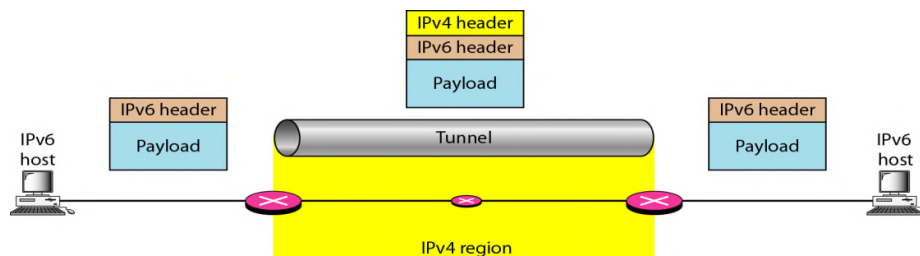 IPv4 header
IPv6 header
Payload
IPv6 header
Payload
IPv6 header
Payload
IPv6
host
Tunnel
IPv6
host
IPv4 region